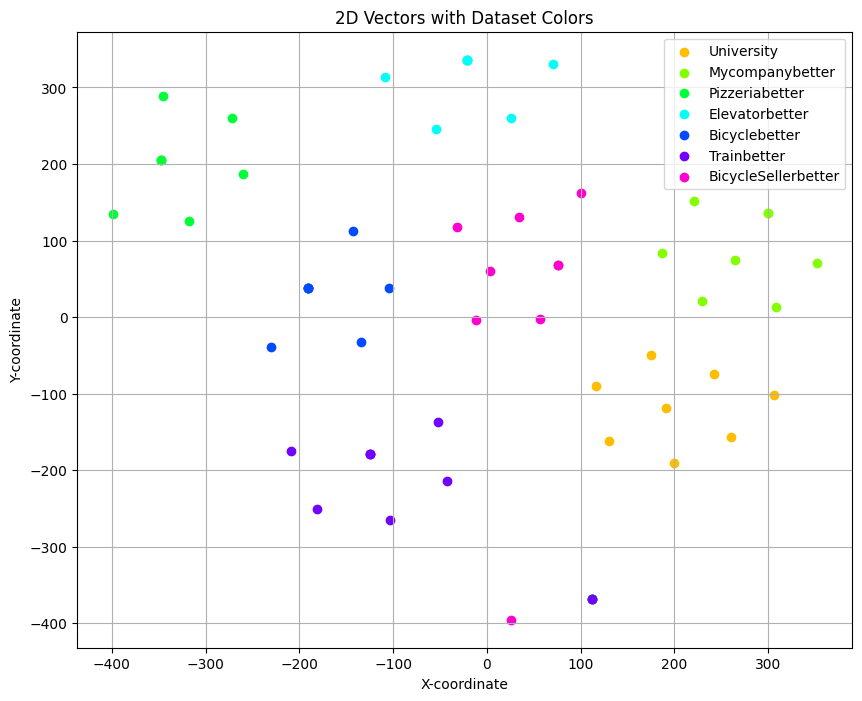 2D Vectors with Dataset Colors
University
Mycompanybetter
Pizzeriabetter
Elevatorbetter
Bicyclebetter
Trainbetter
BicycleSellerbetter
Y-coordinate
300
200
100
0
−100
−200
−300
−400
−400 −300 −200 −100 0 100 200 300
X-coordinate